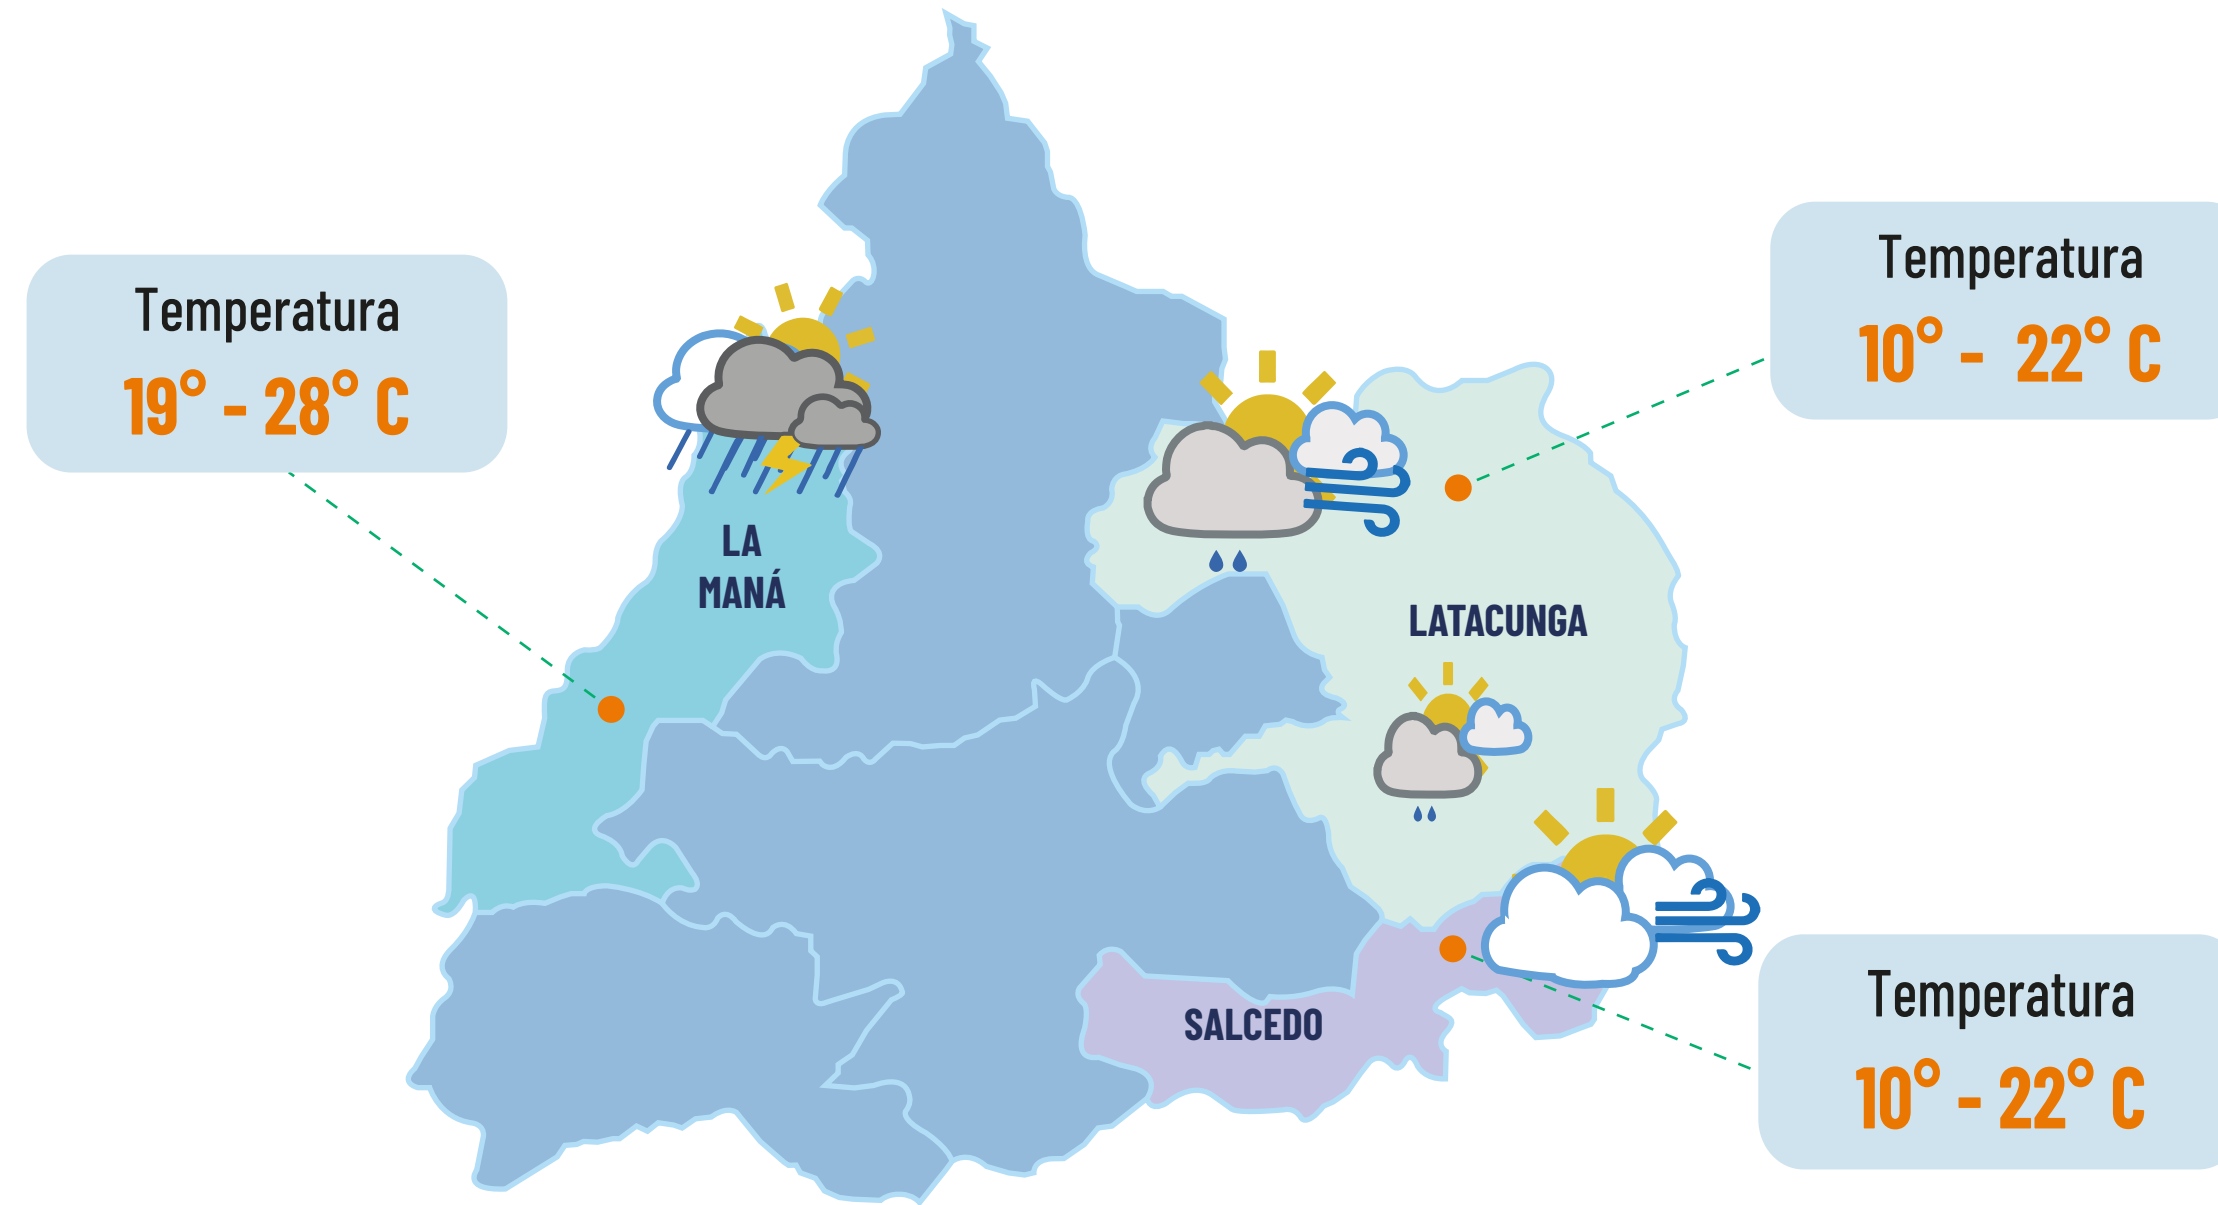 Temperatura
19° - 28° C
Temperatura
10° - 22° C
LA
MANÁ
LATACUNGA
SALCEDO
Temperatura
10° - 22° C